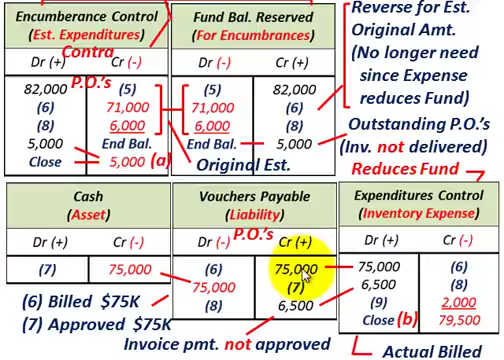 Encumberance Control
(Est. Expenditures)
Contra
Dr (+) Cr (-)
P.O.'s
82,000 (5)
(6) 71,000
(8) 6,000
5,000 End Bal.
Close 5,000 (a)
Fund Bal. Reserved
(For Encumbrances)
Dr (-) Cr (+)
(5) 82,000
71,000 (6)
6,000 (8)
End Bal. 5,000
Original Est.
Reverse for Est.
Original Amt.
(No longer need
since Expense
reduces Fund)
Outstanding P.O.'s
(Inv. not delivered)
Reduces Fund
Cash
(Asset)
Dr (+) Cr (-)
(7) 75,000
(6) Billed $75K
(7) Approved $75K
Vouchers Payable
(Liability)
P.O.'s
Dr (-) Cr (+)
(6) 75,000
75,000 (7)
(8) 6,500
Invoice pmt. not approved
Expenditures Control
(Inventory Expense)
Dr (+) Cr (-)
75,000 (6)
6,500 (8)
(9) 2,000
Close (b) 79,500
Actual Billed